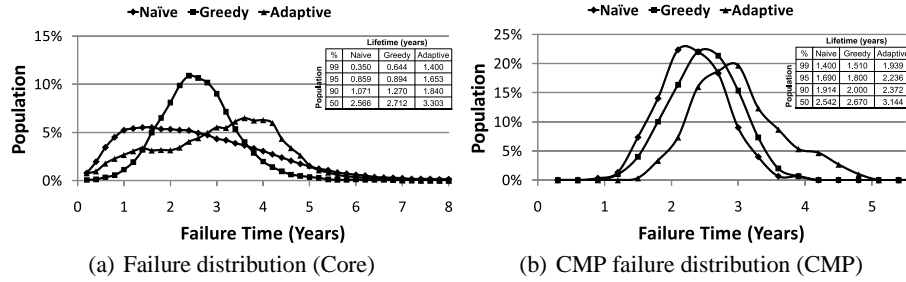 Naïve Greedy Adaptive
15%
10%
5%
0%
Population
0 1 2 3 4 5 6 7 8
Failure Time (Years)
Lifetime (years)
% Naive Greedy Adaptive
99 0.350 0.644 1.400
95 0.859 0.894 1.653
90 1.071 1.270 1.840
50 2.566 2.712 3.303
Population
(a) Failure distribution (Core)
Naïve Greedy Adaptive
25%
20%
15%
10%
5%
0%
Population
0 1 2 3 4 5
Failure Time (Years)
Lifetime (years)
% Naive Greedy Adaptive
99 1.400 1.510 1.939
95 1.690 1.800 2.236
90 1.914 2.000 2.372
50 2.542 2.670 3.144
Population
(b) CMP failure distribution (CMP)